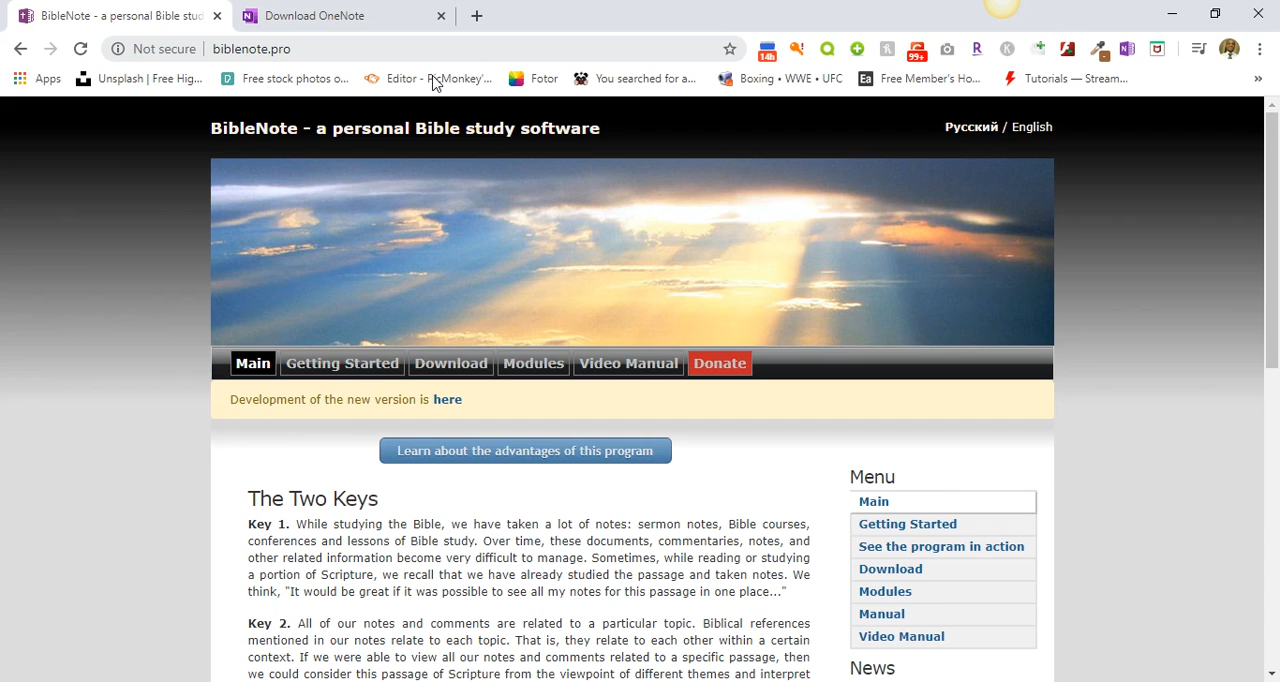 BibleNote - a personal Bible stud
Download OneNote
Not secure | biblenote.pro
14h
99+
Apps
Unsplash | Free Hig...
Free stock photos o...
Editor -
Monkey'...
Fotor
You searched for a...
Boxing • WWE • UFC
Free Member's Ho...
Tutorials — Stream...
»
BibleNote - a personal Bible study software
Русский / English
Main
Getting Started
Download
Modules
Video Manual
Donate
Development of the new version is here
Learn about the advantages of this program
The Two Keys
Key 1. While studying the Bible, we have taken a lot of notes: sermon notes, Bible courses,
conferences and lessons of Bible study. Over time, these documents, commentaries, notes, and
other related information become very difficult to manage. Sometimes, while reading or studying
a portion of Scripture, we recall that we have already studied the passage and taken notes. We
think, "It would be great if it was possible to see all my notes for this passage in one place..."
Key 2. All of our notes and comments are related to a particular topic. Biblical references
mentioned in our notes relate to each topic. That is, they relate to each other within a certain
context. If we were able to view all our notes and comments related to a specific passage, then
we could consider this passage of Scripture from the viewpoint of different themes and interpret
Menu
Main
Getting Started
See the program in action
Download
Modules
Manual
Video Manual
News